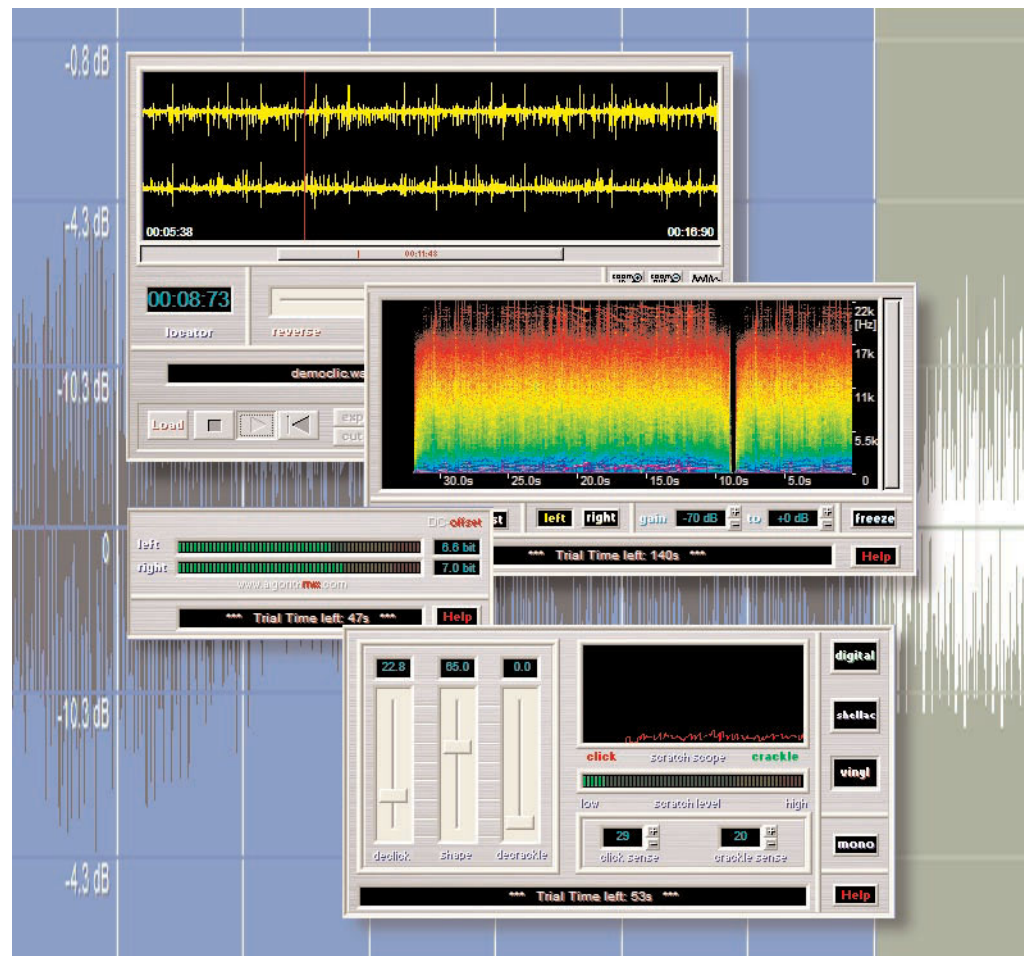 -0.8 dB
-4.3 dB
-10.3 dB
0
-10.3 dB
-4.3 dB
00:05:38
00:16:90
00:11:48
zoom
zoom
00:08:73
locator
reverse
democlic.wa
Load
exp
cut
22k
[Hz]
17k
11k
5.5k
0
30.0s 25.0s 20.0s 15.0s 10.0s 5.0s
st left right gain -70 dB to +0 dB freeze
*** Trial Time left: 140s *** Help
DC offset
left 6.6 bit
right 7.0 bit
www.algorithmix.com
*** Trial Time left: 47s *** Help
22.8 65.0 0.0
declick shape decrackle
click scratch scope crackle
low scratch level high
29 20
click sense crackle sense
digital
shellac
vinyl
mono
*** Trial Time left: 53s *** Help